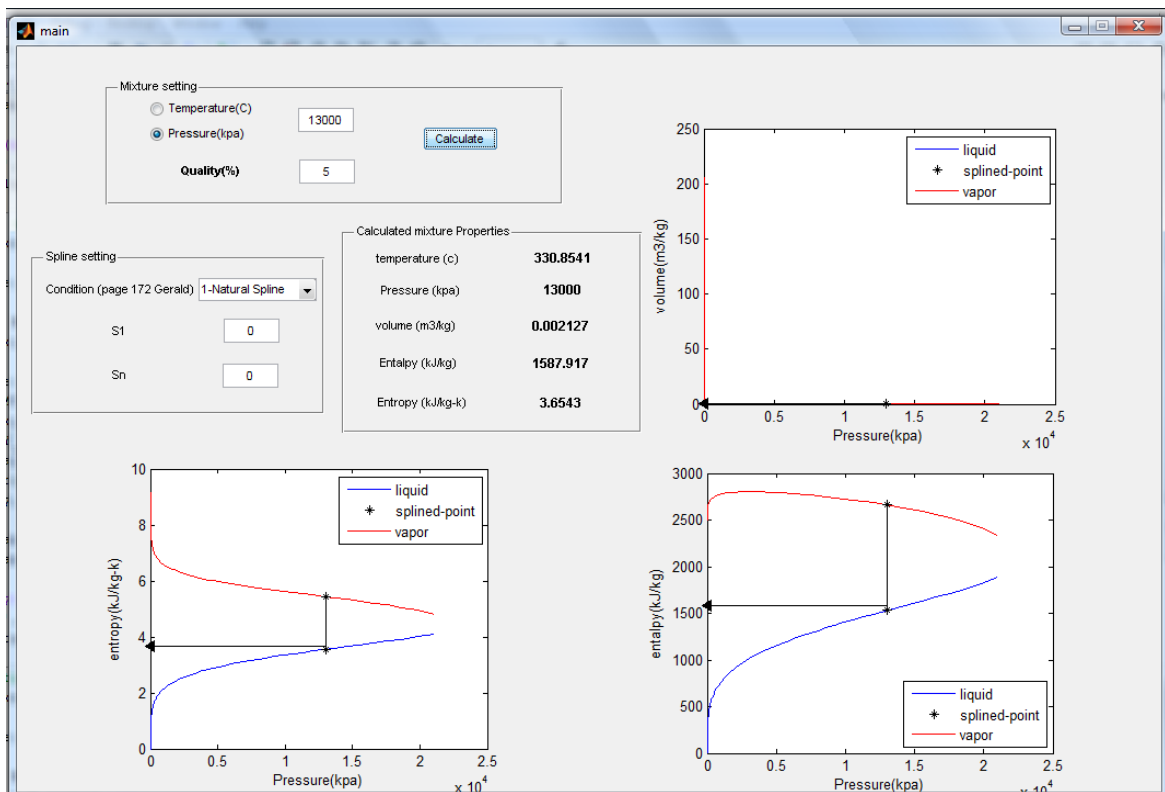 main
Mixture setting
Temperature(C)
Pressure(kpa)
13000
Calculate
Quality(%)
5
Spline setting
Condition (page 172 Gerald)
1-Natural Spline
S1
0
Sn
0
Calculated mixture Properties
temperature (c)
330.8541
Pressure (kpa)
13000
volume (m3/kg)
0.002127
Entalpy (kJ/kg)
1587.917
Entropy (kJ/kg-k)
3.6543
250
200
150
100
50
0
volume(m3/kg)
liquid
splined-point
vapor
0 0.5 1 1.5 2 2.5
Pressure(kpa)
x 10^4
10
8
6
4
2
0
entropy(kJ/kg-k)
liquid
splined-point
vapor
0 0.5 1 1.5 2 2.5
Pressure(kpa)
x 10^4
3000
2500
2000
1500
1000
500
0
entalpy(kJ/kg)
liquid
splined-point
vapor
0 0.5 1 1.5 2 2.5
Pressure(kpa)
x 10^4